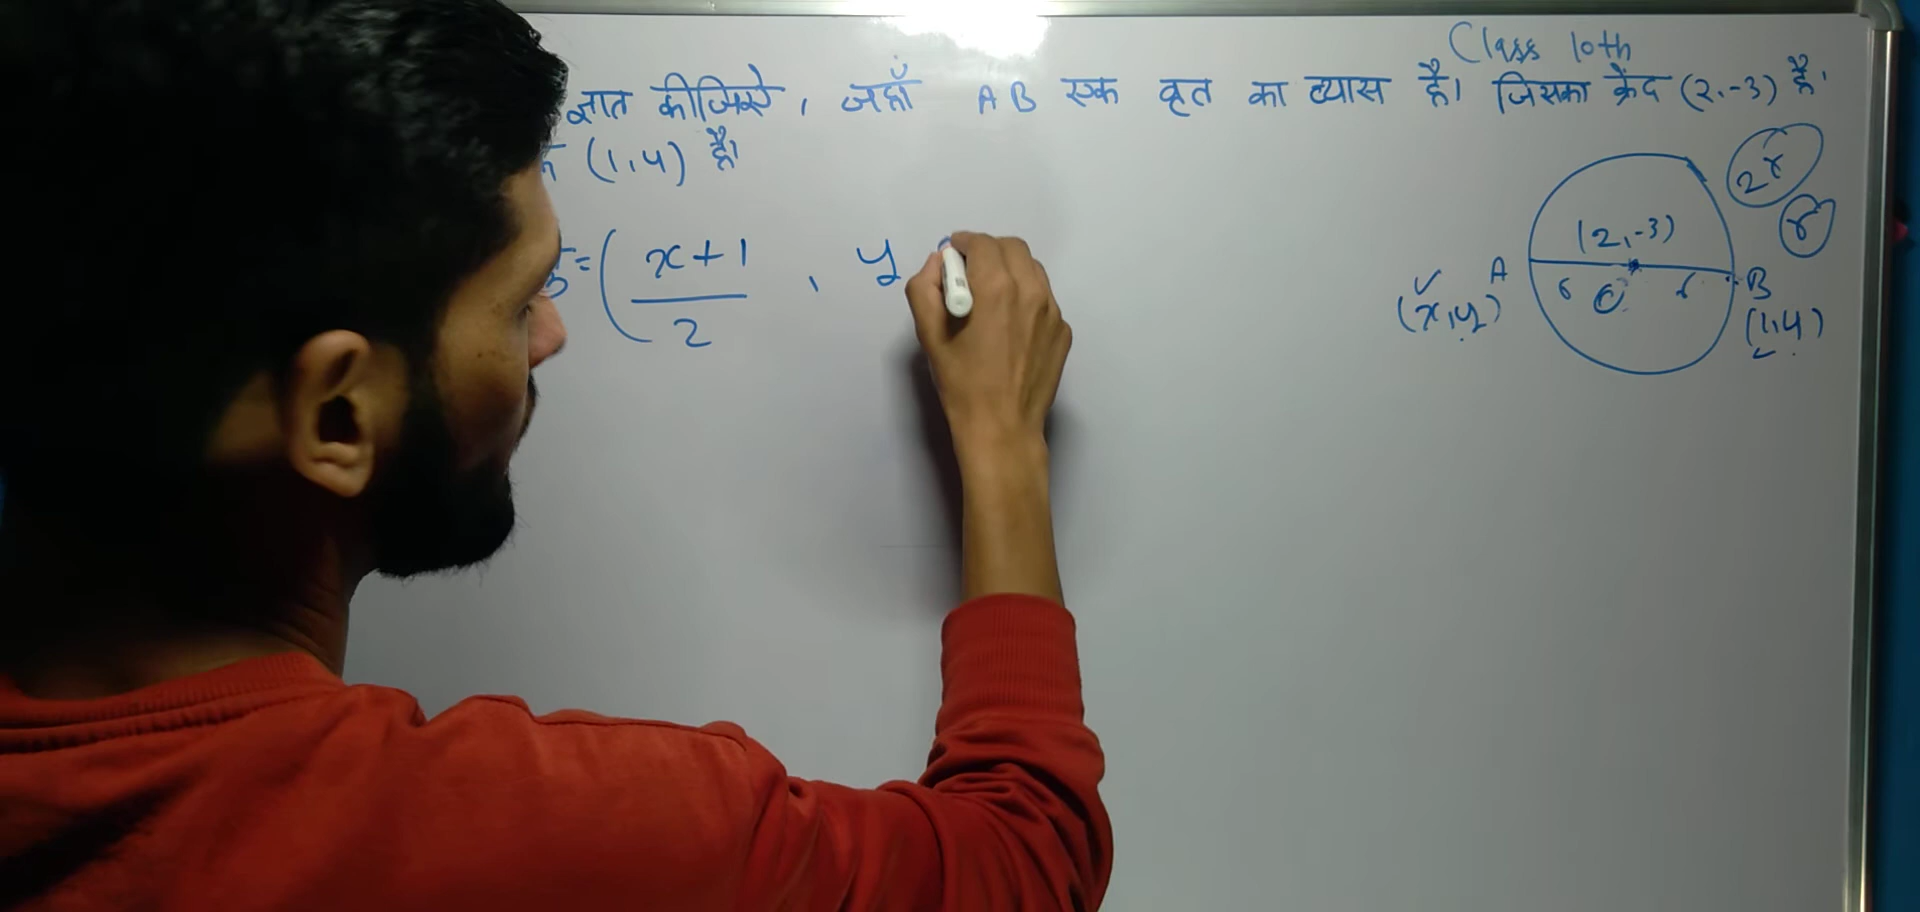 Class 10th
ज्ञात कीजिये, जहाँ AB एक वृत का व्यास है। जिसका केंद (2,-3) है।
(1,4) है।
= ( x+1 / 2 , y
2r
r
(2,-3)
A B
r C r
(x,y) (1,4)